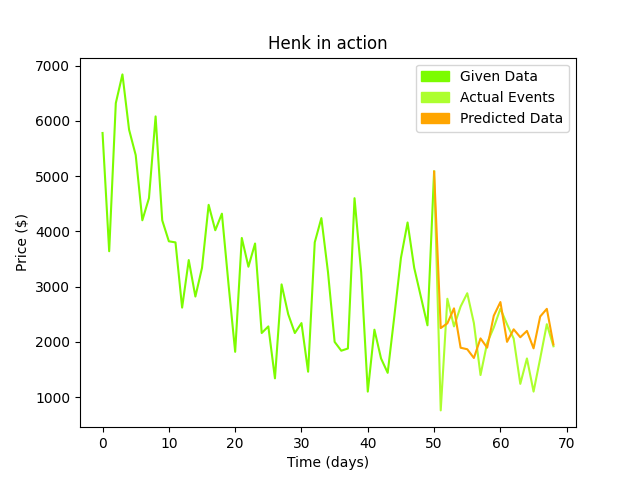 Henk in action
Given Data
Actual Events
Predicted Data
Price ($)
7000
6000
5000
4000
3000
2000
1000
0 10 20 30 40 50 60 70
Time (days)